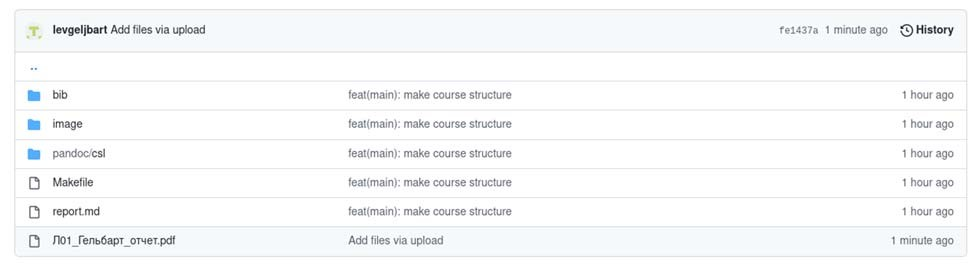 levgeljbart Add files via upload fe1437a 1 minute ago History
..
bib feat(main): make course structure 1 hour ago
image feat(main): make course structure 1 hour ago
pandoc/csl feat(main): make course structure 1 hour ago
Makefile feat(main): make course structure 1 hour ago
report.md feat(main): make course structure 1 hour ago
Л01_Гельбарт_отчет.pdf Add files via upload 1 minute ago